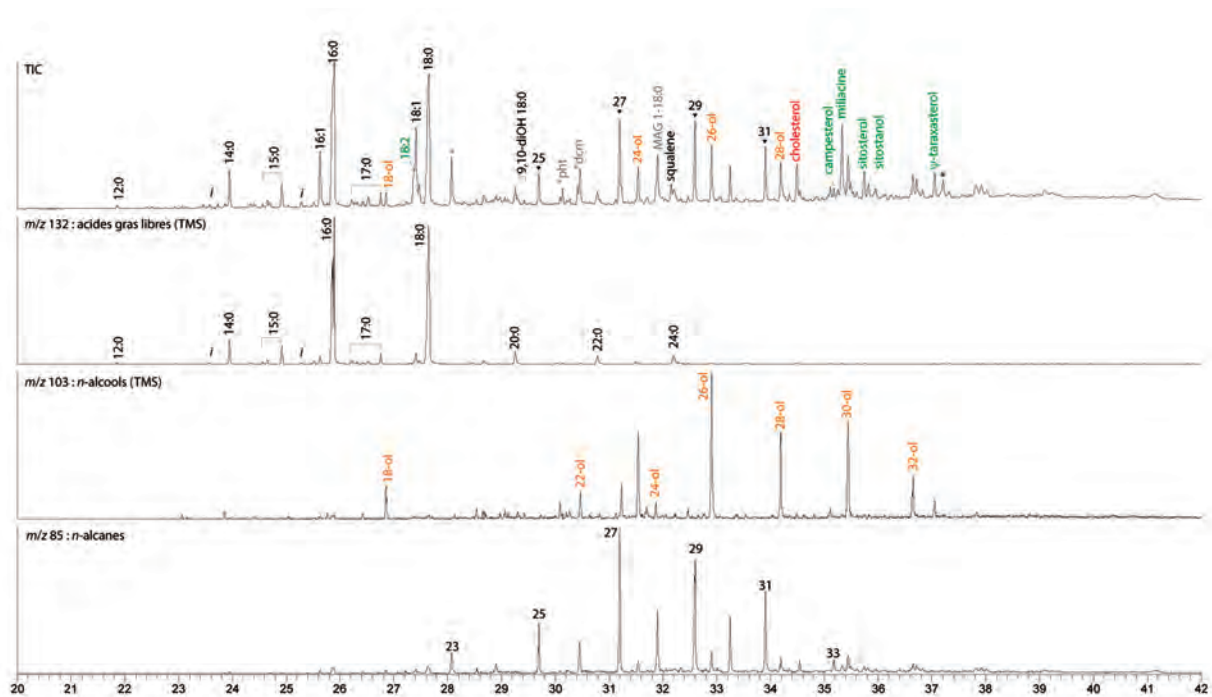 TIC
12:0
i
14:0
15:0
i
16:1
16:0
17:0
18-ol
18:2
18:1
18:0
*
9,10-diOH 18:0
25
*pht
*dcm
27
24-ol
MAG 1-18:0
squalene
29
26-ol
31
28-ol
cholesterol
campesterol
miliacine
sitosterol
sitostanol
ψ-taraxasterol
*
m/z 132 : acides gras libres (TMS)
12:0
i
14:0
15:0
i
16:0
17:0
18:0
20:0
22:0
24:0
m/z 103 : n-alcools (TMS)
18-ol
22-ol
24-ol
26-ol
28-ol
30-ol
32-ol
m/z 85 : n-alcanes
23
25
27
29
31
33
20 21 22 23 24 25 26 27 28 29 30 31 32 33 34 35 36 37 38 39 40 41 42